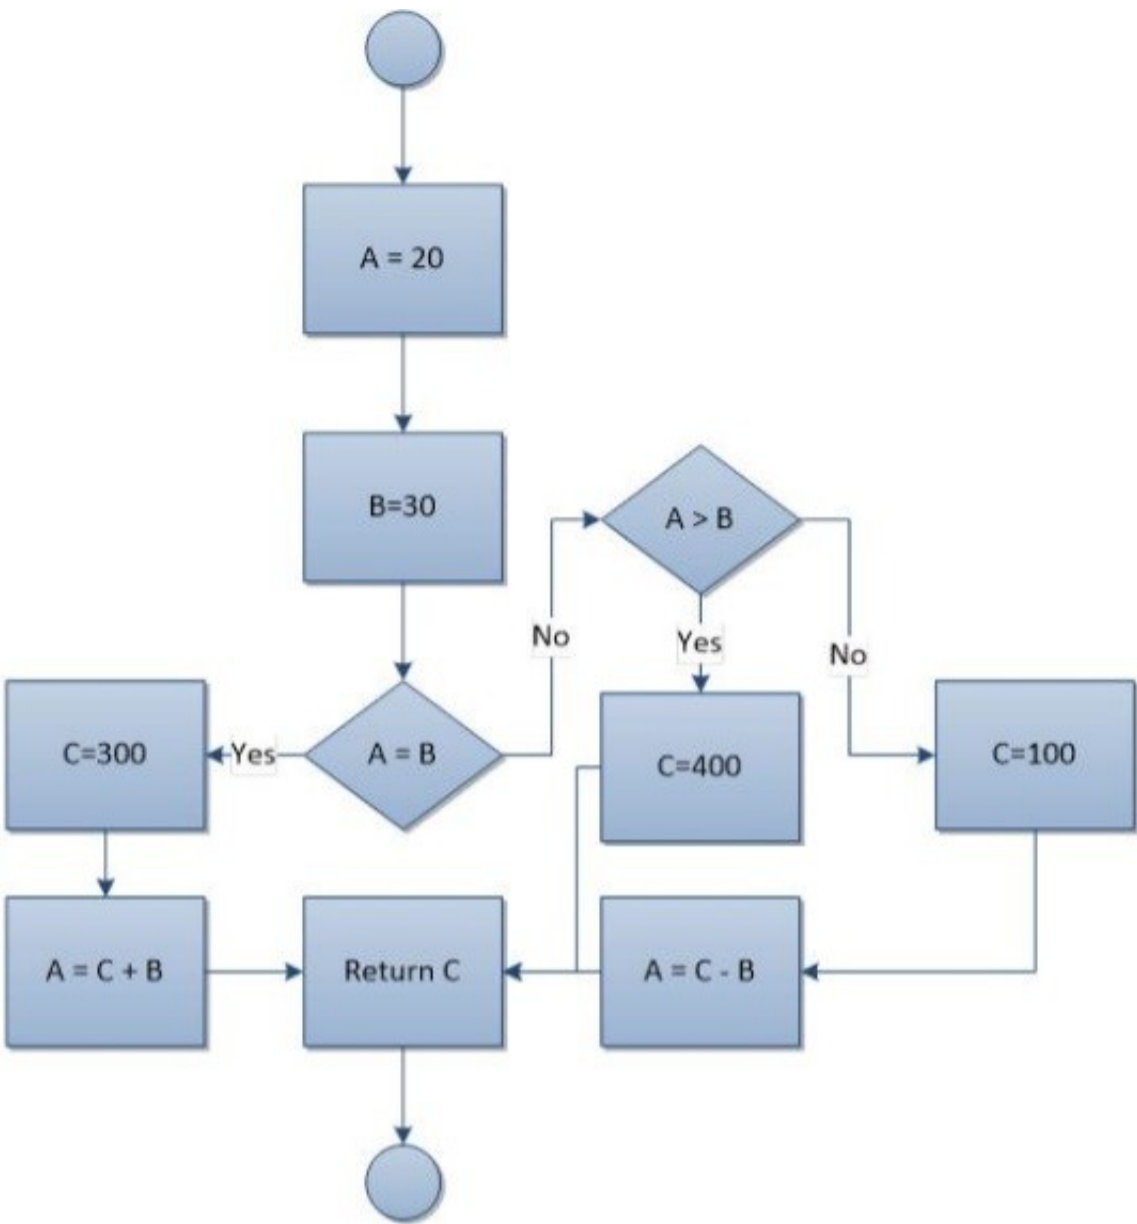 A = 20
B=30
A > B
No
Yes
No
C=300
Yes
A = B
C=400
C=100
A = C + B
Return C
A = C - B